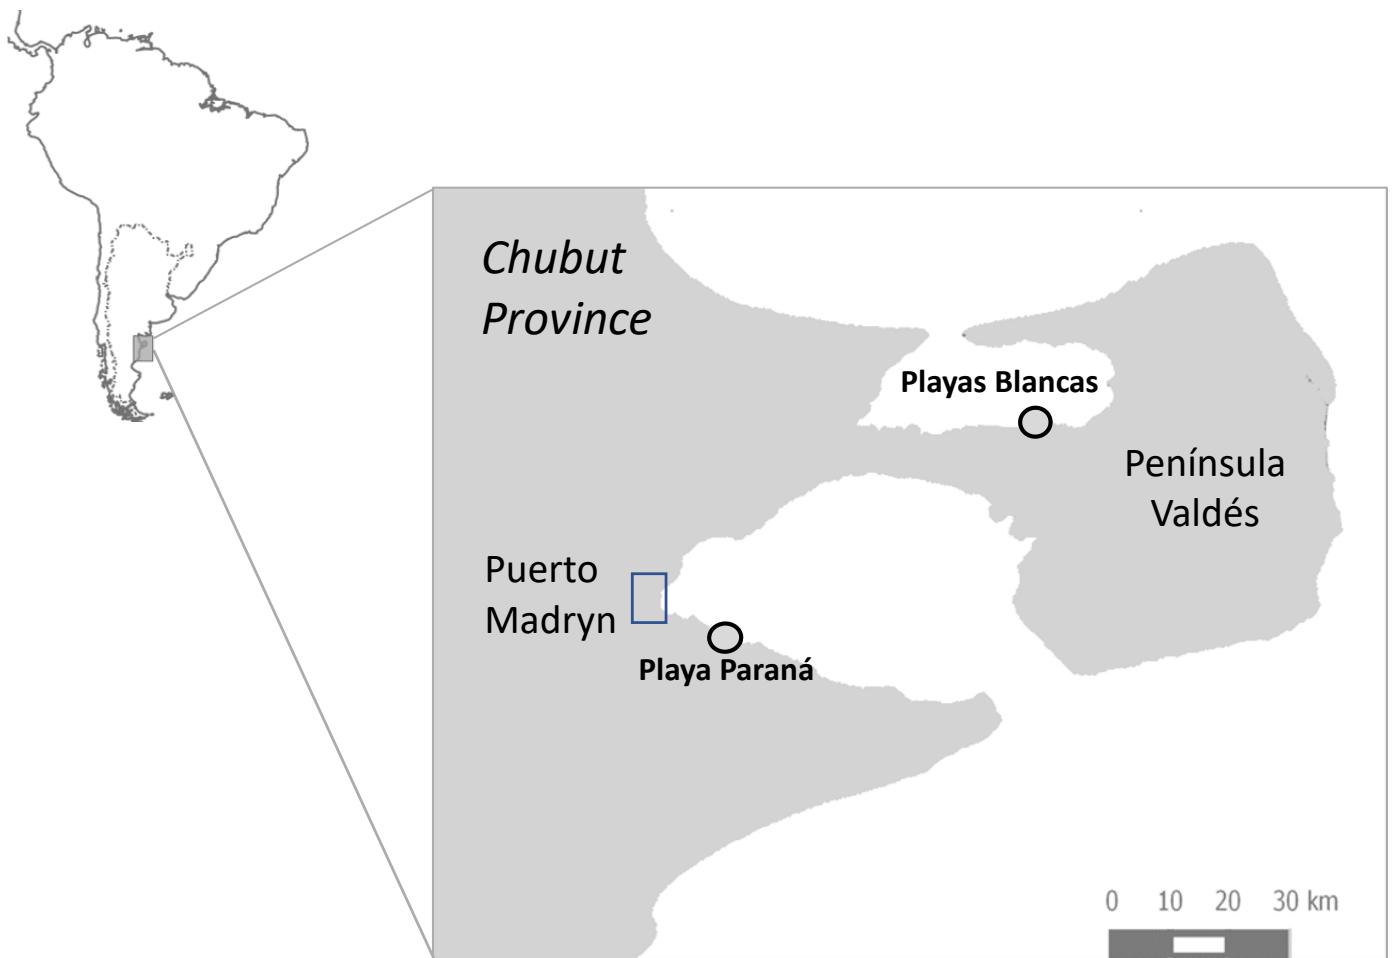 Chubut
Province
Playas Blancas
Península
Valdés
Puerto
Madryn
Playa Paraná
0 10 20 30 km